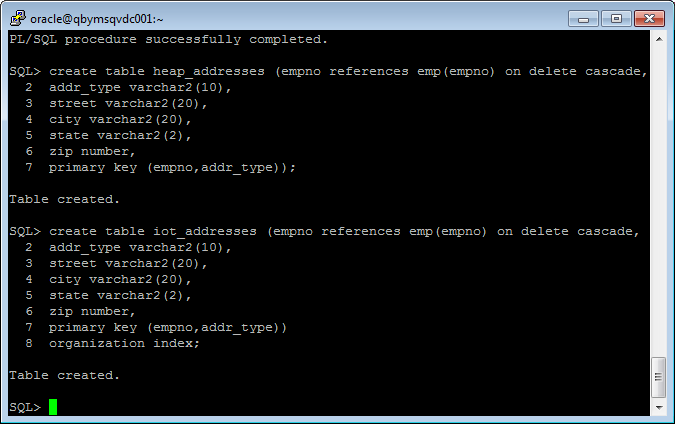 oracle@qbymsqvdc001:~
PL/SQL procedure successfully completed.
SQL> create table heap_addresses (empno references emp(empno) on delete cascade,
2 addr_type varchar2(10),
3 street varchar2(20),
4 city varchar2(20),
5 state varchar2(2),
6 zip number,
7 primary key (empno,addr_type));
Table created.
SQL> create table iot_addresses (empno references emp(empno) on delete cascade,
2 addr_type varchar2(10),
3 street varchar2(20),
4 city varchar2(20),
5 state varchar2(2),
6 zip number,
7 primary key (empno,addr_type))
8 organization index;
Table created.
SQL>